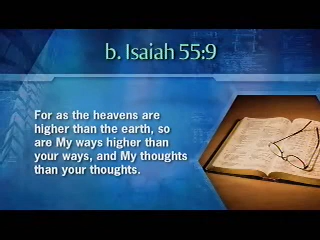 b. Isaiah 55:9
For as the heavens are
higher than the earth, so
are My ways higher than
your ways, and My thoughts
than your thoughts.